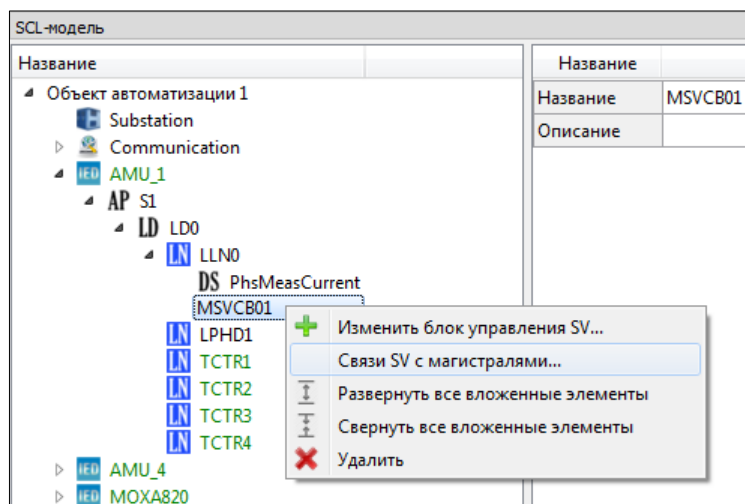 SCL-модель
Название
Название
Объект автоматизации 1
Название MSVCB01
Substation
Описание
Communication
IED AMU_1
AP S1
LD LD0
LN LLN0
DS PhsMeasCurrent
MSVCB01
Изменить блок управления SV...
LN LPHD1
Связи SV с магистралями...
LN TCTR1
Развернуть все вложенные элементы
LN TCTR2
Свернуть все вложенные элементы
LN TCTR3
LN TCTR4
Удалить
IED AMU_4
IED MOXA820